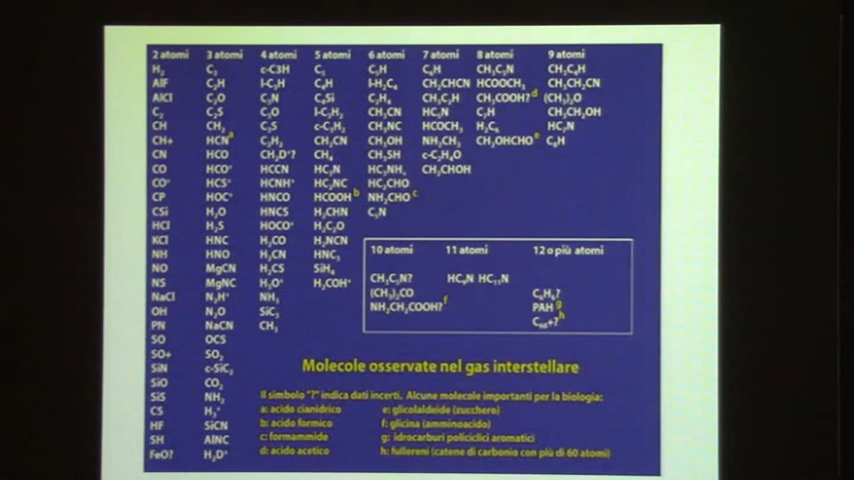 2 atomi 3 atomi 4 atomi 5 atomi 6 atomi 7 atomi 8 atomi 9 atomi
H₂ C₃ c-C3H C₅ C₅H C₆H CH₃C₃N CH₃C₄H
AlF C₂H l-C₃H C₄H l-H₂C₄ CH₂CHCN HCOOCH₃ CH₃CH₂CN
AlCl C₂O C₃N C₄Si C₂H₄ CH₃C₂H CH₃COOH? d (CH₃)₂O
C₂ C₂S C₃O l-C₃H₂ CH₃CN HC₅N C₇H CH₃CH₂OH
CH CH₂ C₃S c-C₃H₂ CH₃NC HCOCH₃ H₂C₆ HC₇N
CH+ HCN a C₂H₂ CH₂CN CH₃OH NH₂CH₃ CH₂OHCHO e C₈H
CN HCO CH₂D⁺? CH₄ CH₃SH c-C₂H₄O
CO HCO⁺ HCCN HC₃N HC₃NH⁺ CH₂CHOH
CO⁺ HCS⁺ HCNH⁺ HC₂NC HC₂CHO
CP HOC⁺ HNCO HCOOH b NH₂CHO c
CSi H₂O HNCS H₂CHN C₅N
HCl H₂S HOCO⁺ H₂C₂O
KCl HNC H₂CO H₂NCN
NH HNO H₂CN HNC₃
NO MgCN H₂CS SiH₄
NS MgNC H₃O⁺ H₂COH⁺
NaCl N₂H⁺ NH₃
OH N₂O SiC₃
PN NaCN CH₃
SO OCS
SO+ SO₂
SiN c-SiC₂
SiO CO₂
SiS NH₂
CS H₃⁺
HF SiCN
SH AlNC
FeO? H₂D⁺
10 atomi 11 atomi 12 o più atomi
CH₃C₅N? HC₉N HC₁₁N
(CH₃)₂CO C₆H₆?
NH₂CH₂COOH? f PAH g
C₆₀+? h
Molecole osservate nel gas interstellare
Il simbolo "?" indica dati incerti. Alcune molecole importanti per la biologia:
a: acido cianidrico e: glicolaldeide (zucchero)
b: acido formico f: glicina (amminoacido)
c: formammide g: idrocarburi policiclici aromatici
d: acido acetico h: fullereni (catene di carbonio con più di 60 atomi)